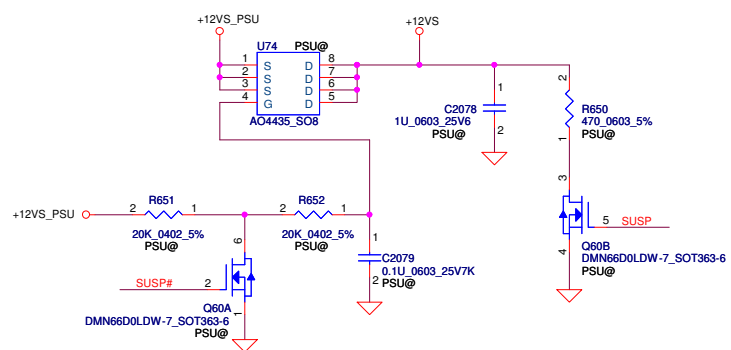 +12VS_PSU
+12VS
U74 PSU@
1 S D 8
2 S D 7
3 S D 6
4 G D 5
AO4435_SO8
1
C2078
1U_0603_25V6
PSU@
2
2
R650
470_0603_5%
PSU@
1
3
5 SUSP
4
Q60B
DMN66D0LDW-7_SOT363-6
PSU@
+12VS_PSU
2 R651 1
20K_0402_5%
PSU@
2 R652 1
20K_0402_5%
PSU@
1
C2079
0.1U_0603_25V7K
2 PSU@
6
SUSP# 2
1
Q60A
DMN66D0LDW-7_SOT363-6
PSU@